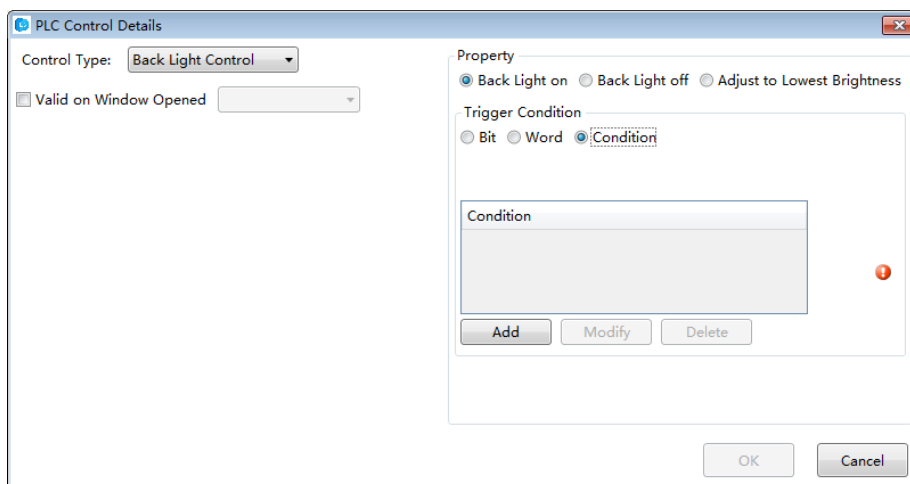 PLC Control Details
Control Type: Back Light Control
Valid on Window Opened
Property
Back Light on Back Light off Adjust to Lowest Brightness
Trigger Condition
Bit Word Condition
Condition
Add Modify Delete
OK Cancel